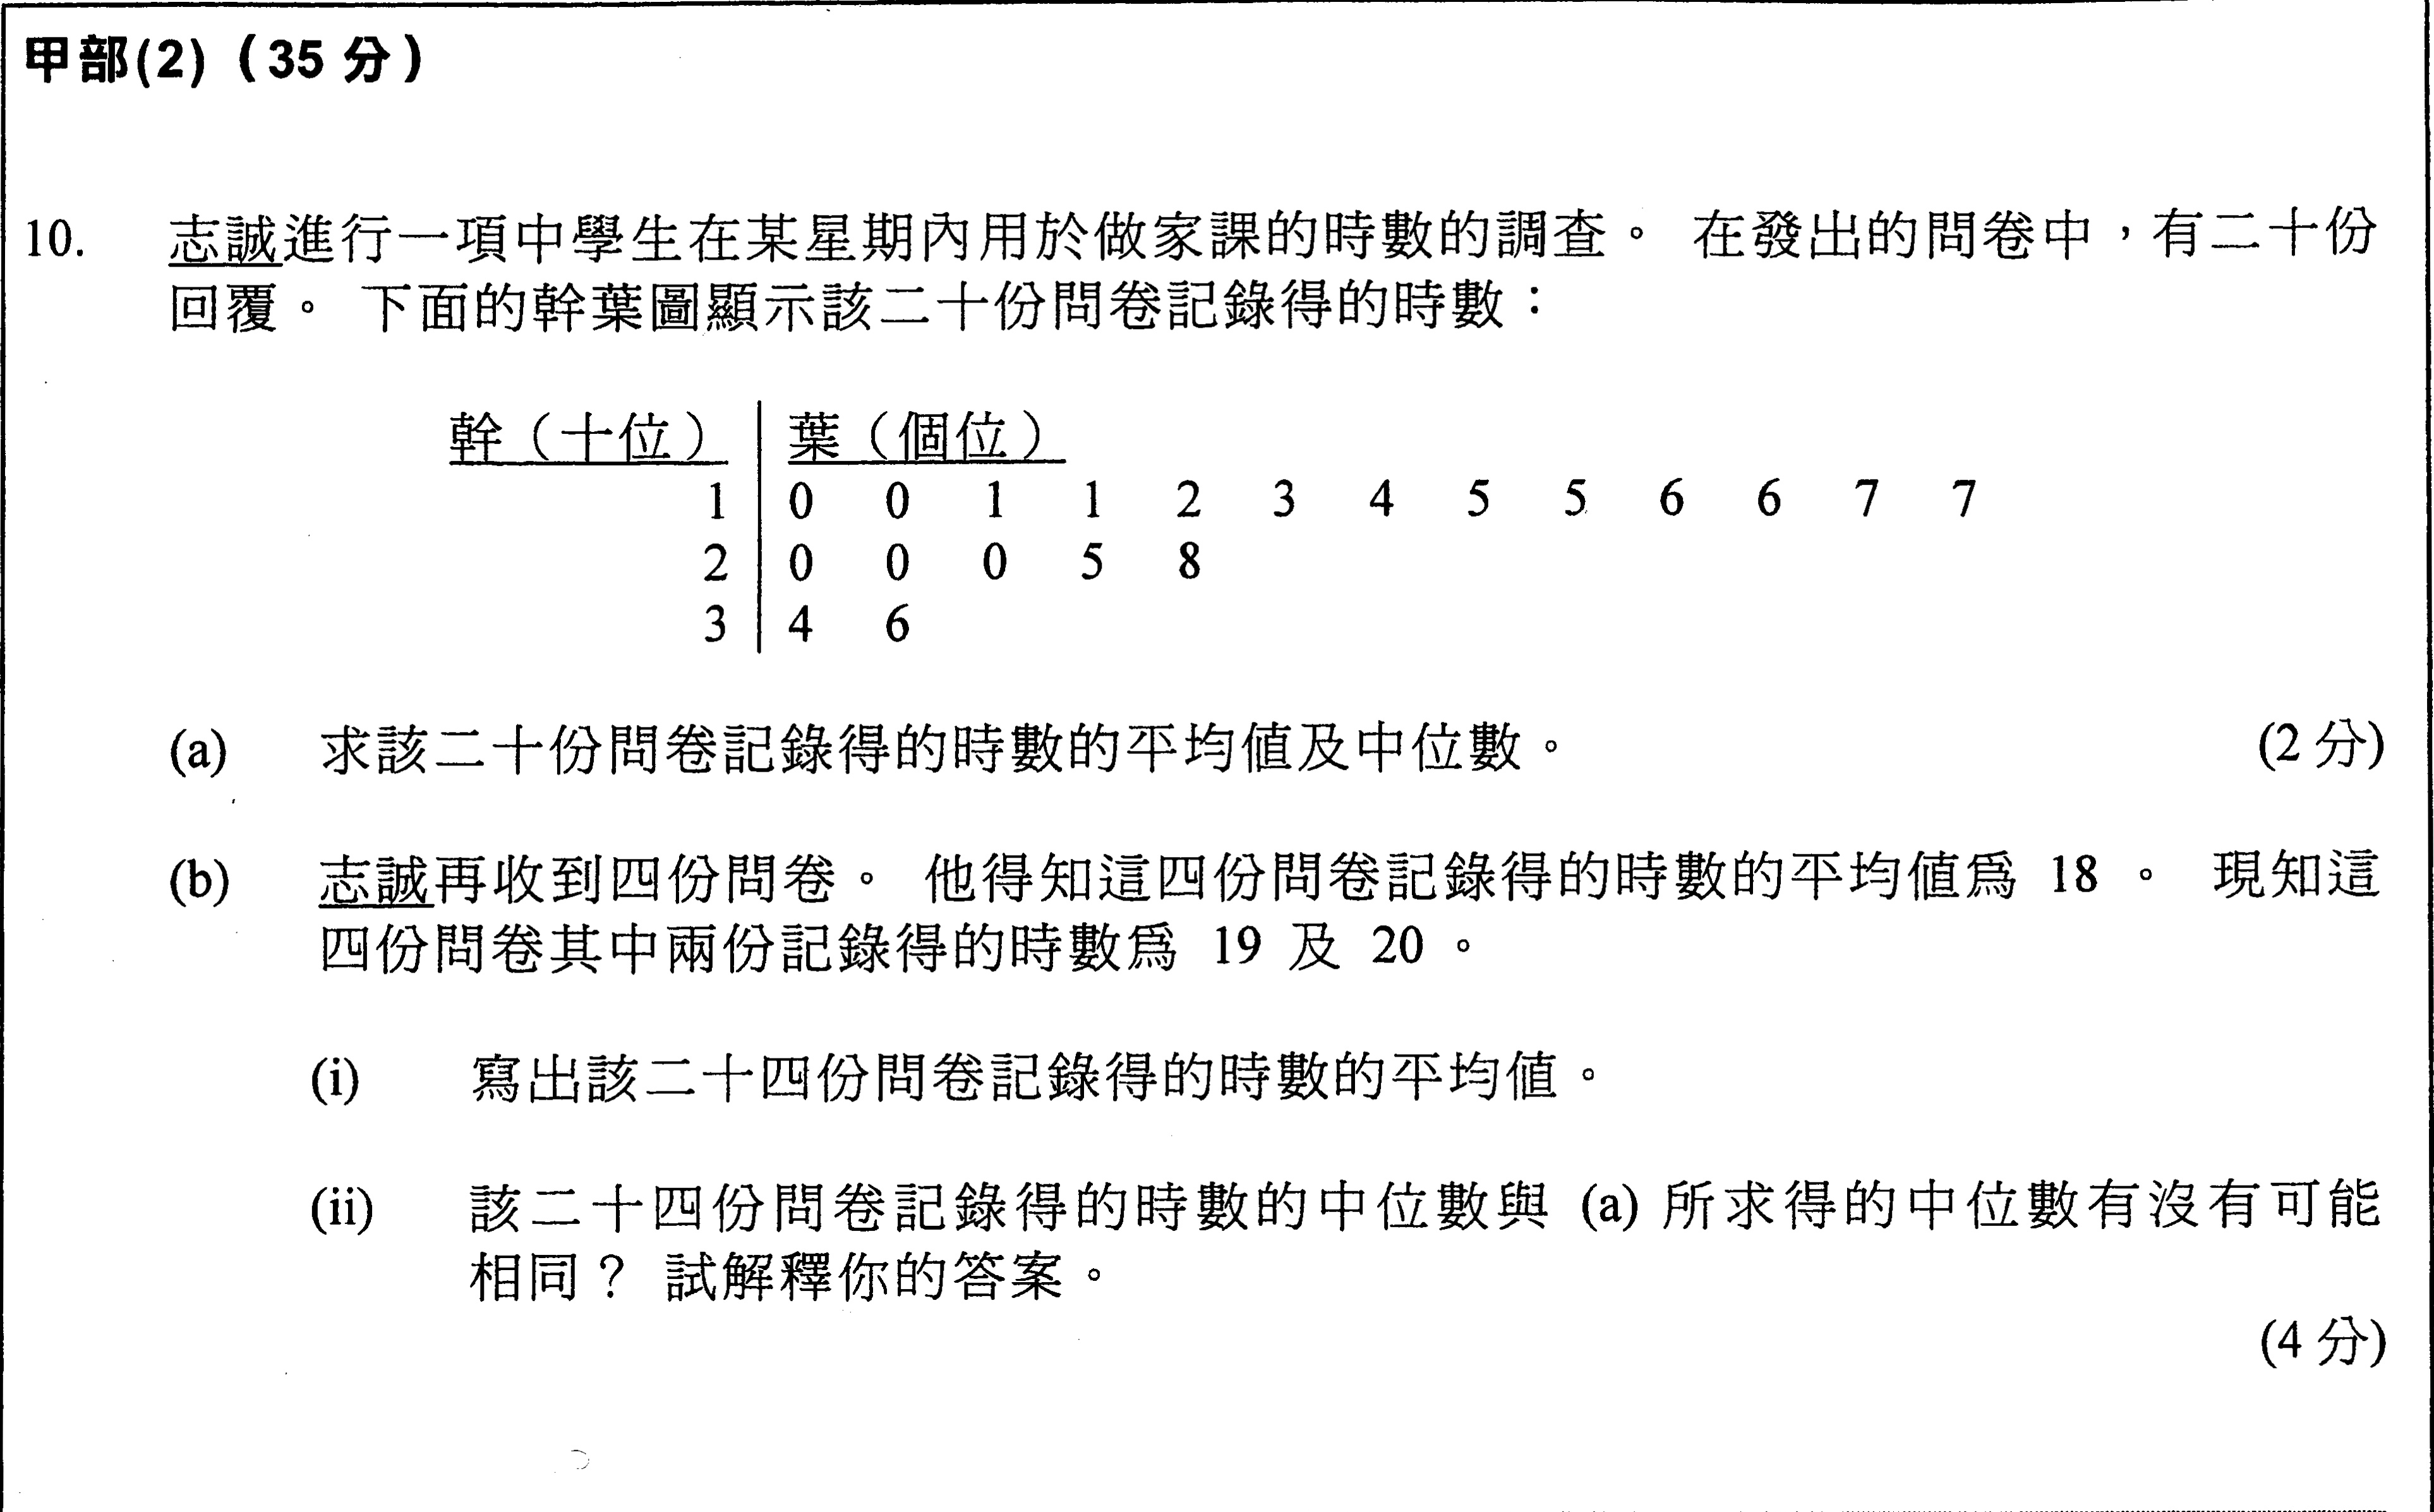 甲部(2)（35 分）
10. 志誠進行一項中學生在某星期內用於做家課的時數的調查。 在發出的問卷中，有二十份
回覆。 下面的幹葉圖顯示該二十份問卷記錄得的時數：
幹（十位） 葉（個位）
1 0 0 1 1 2 3 4 5 5 6 6 7 7
2 0 0 0 5 8
3 4 6
(a) 求該二十份問卷記錄得的時數的平均值及中位數。 (2 分)
(b) 志誠再收到四份問卷。 他得知這四份問卷記錄得的時數的平均值爲 18 。 現知這
四份問卷其中兩份記錄得的時數爲 19 及 20 。
(i) 寫出該二十四份問卷記錄得的時數的平均值。
(ii) 該二十四份問卷記錄得的時數的中位數與 (a) 所求得的中位數有沒有可能
相同？ 試解釋你的答案。
(4 分)